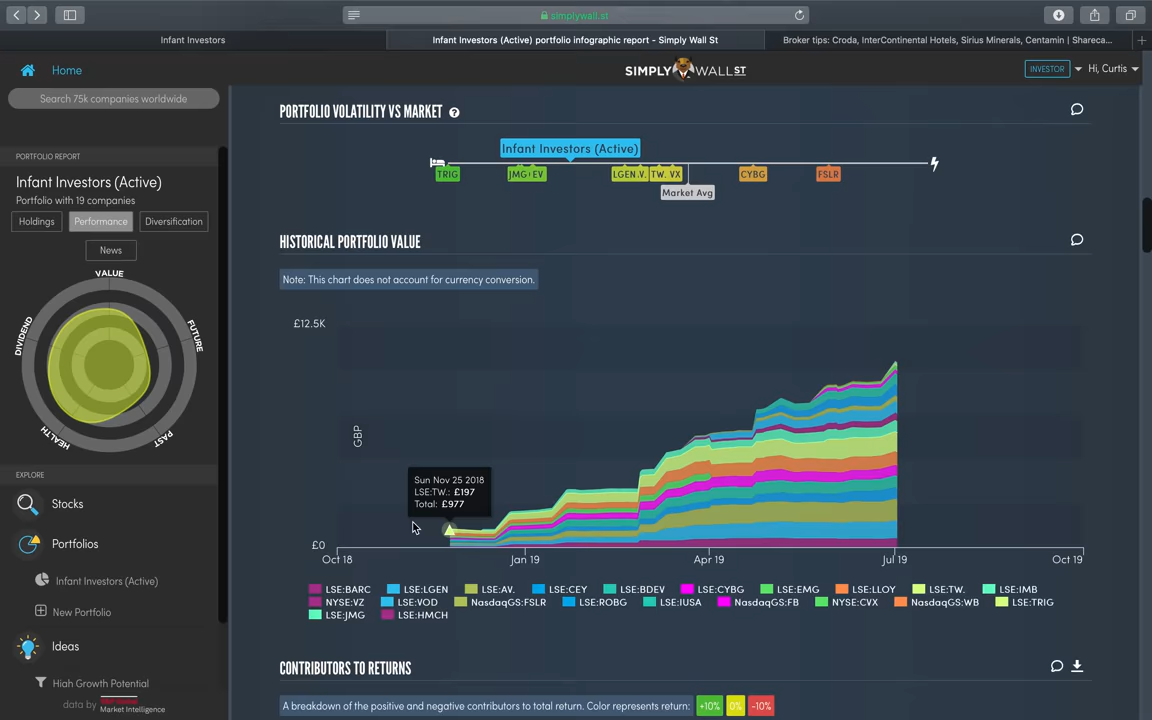 simplywall.st
Infant Investors
Infant Investors (Active) portfolio infographic report - Simply Wall St
Broker tips: Croda, InterContinental Hotels, Sirius Minerals, Centamin | Shareca...
Home
SIMPLY WALL ST
INVESTOR
Hi, Curtis
Search 75k companies worldwide
PORTFOLIO REPORT
Infant Investors (Active)
Portfolio with 19 companies
Holdings
Performance
Diversification
News
VALUE
FUTURE
PAST
HEALTH
DIVIDEND
EXPLORE
Stocks
Portfolios
Infant Investors (Active)
New Portfolio
Ideas
High Growth Potential
data by
Market Intelligence
PORTFOLIO VOLATILITY VS MARKET ?
Infant Investors (Active)
TRIG
JMG
EV
LGEN.
V.
TW.
VX
CYBG
FSLR
Market Avg
HISTORICAL PORTFOLIO VALUE
Note: This chart does not account for currency conversion.
£12.5K
GBP
Sun Nov 25 2018
LSE:TW.: £197
Total: £977
£0
Oct 18
Jan 19
Apr 19
Jul 19
Oct 19
LSE:BARC LSE:LGEN LSE:AV. LSE:CEY LSE:BDEV LSE:CYBG LSE:EMG LSE:LLOY LSE:TW. LSE:IMB
NYSE:VZ LSE:VOD NasdaqGS:FSLR LSE:ROBG LSE:IUSA NasdaqGS:FB NYSE:CVX NasdaqGS:WB LSE:TRIG
LSE:JMG LSE:HMCH
CONTRIBUTORS TO RETURNS
A breakdown of the positive and negative contributors to total return. Color represents return: +10% 0% -10%